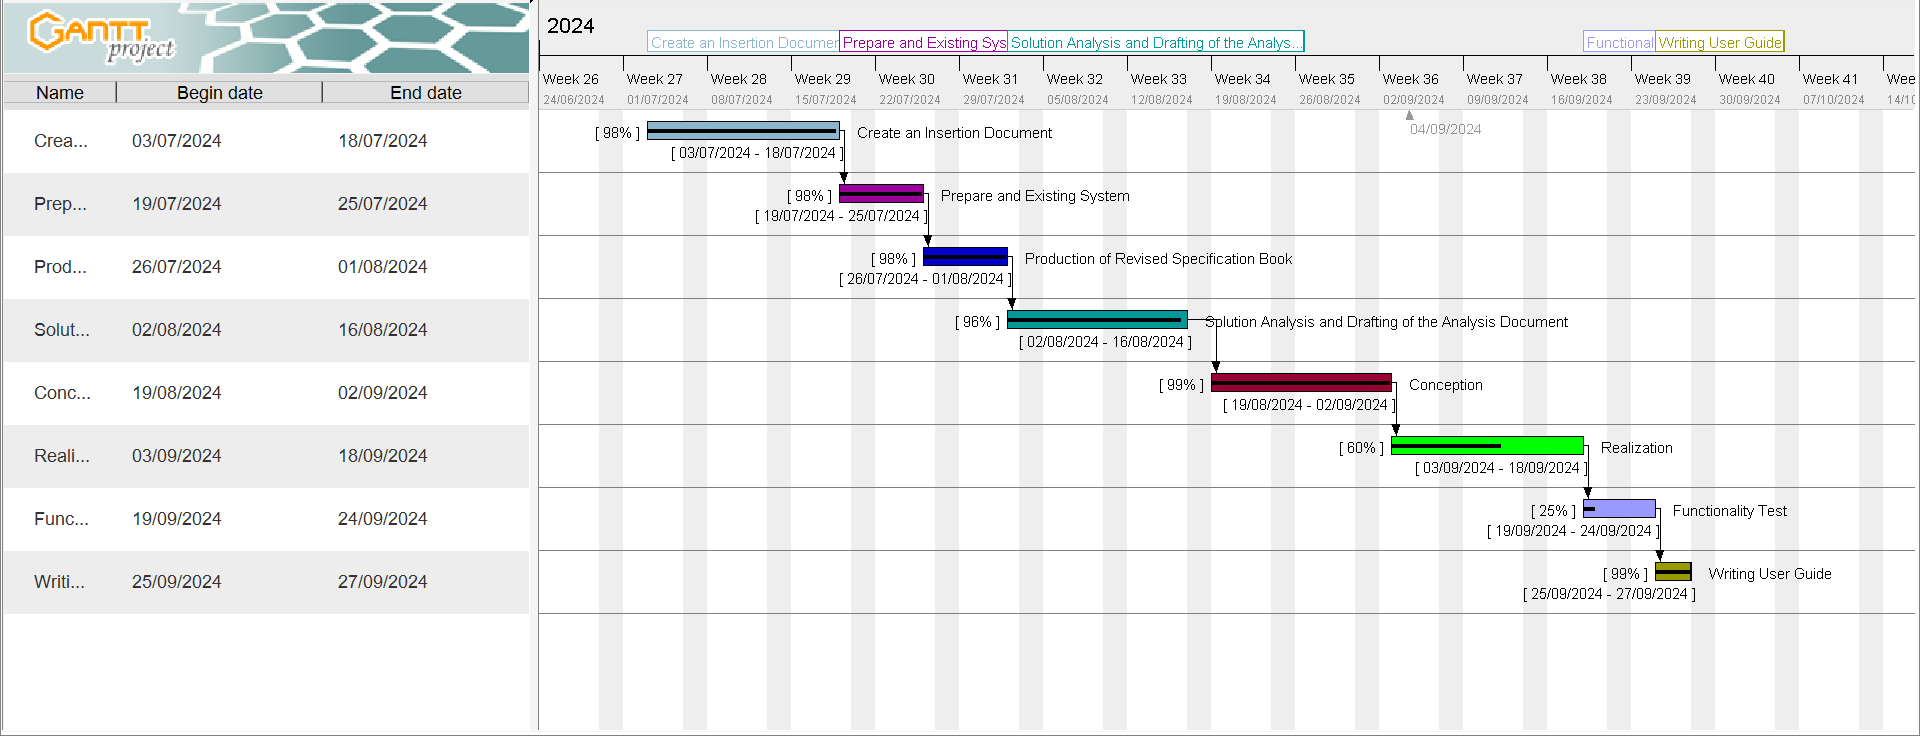 GANTT
project
2024
Create an Insertion Documen
Prepare and Existing Sys
Solution Analysis and Drafting of the Analys...
Functional
Writing User Guide
Name Begin date End date
Week 26 Week 27 Week 28 Week 29 Week 30 Week 31 Week 32 Week 33 Week 34 Week 35 Week 36 Week 37 Week 38 Week 39 Week 40 Week 41 Wee
24/06/2024 01/07/2024 08/07/2024 15/07/2024 22/07/2024 29/07/2024 05/08/2024 12/08/2024 19/08/2024 26/08/2024 02/09/2024 09/09/2024 16/09/2024 23/09/2024 30/09/2024 07/10/2024 14/10
04/09/2024
Crea... 03/07/2024 18/07/2024
[ 98% ] Create an Insertion Document
[ 03/07/2024 - 18/07/2024 ]
Prep... 19/07/2024 25/07/2024
[ 98% ] Prepare and Existing System
[ 19/07/2024 - 25/07/2024 ]
Prod... 26/07/2024 01/08/2024
[ 98% ] Production of Revised Specification Book
[ 26/07/2024 - 01/08/2024 ]
Solut... 02/08/2024 16/08/2024
[ 96% ] Solution Analysis and Drafting of the Analysis Document
[ 02/08/2024 - 16/08/2024 ]
Conc... 19/08/2024 02/09/2024
[ 99% ] Conception
[ 19/08/2024 - 02/09/2024 ]
Reali... 03/09/2024 18/09/2024
[ 60% ] Realization
[ 03/09/2024 - 18/09/2024 ]
Func... 19/09/2024 24/09/2024
[ 25% ] Functionality Test
[ 19/09/2024 - 24/09/2024 ]
Writi... 25/09/2024 27/09/2024
[ 99% ] Writing User Guide
[ 25/09/2024 - 27/09/2024 ]